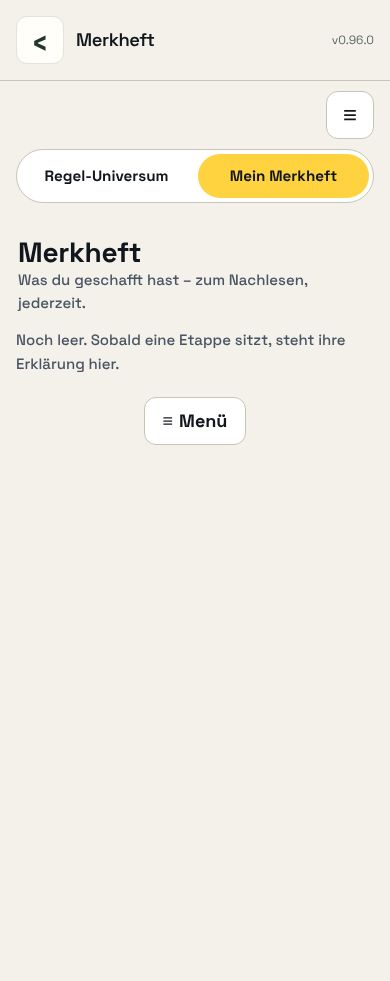 < Merkheft v0.96.0
≡
Regel-Universum Mein Merkheft
Merkheft
Was du geschafft hast – zum Nachlesen,
jederzeit.
Noch leer. Sobald eine Etappe sitzt, steht ihre
Erklärung hier.
≡ Menü